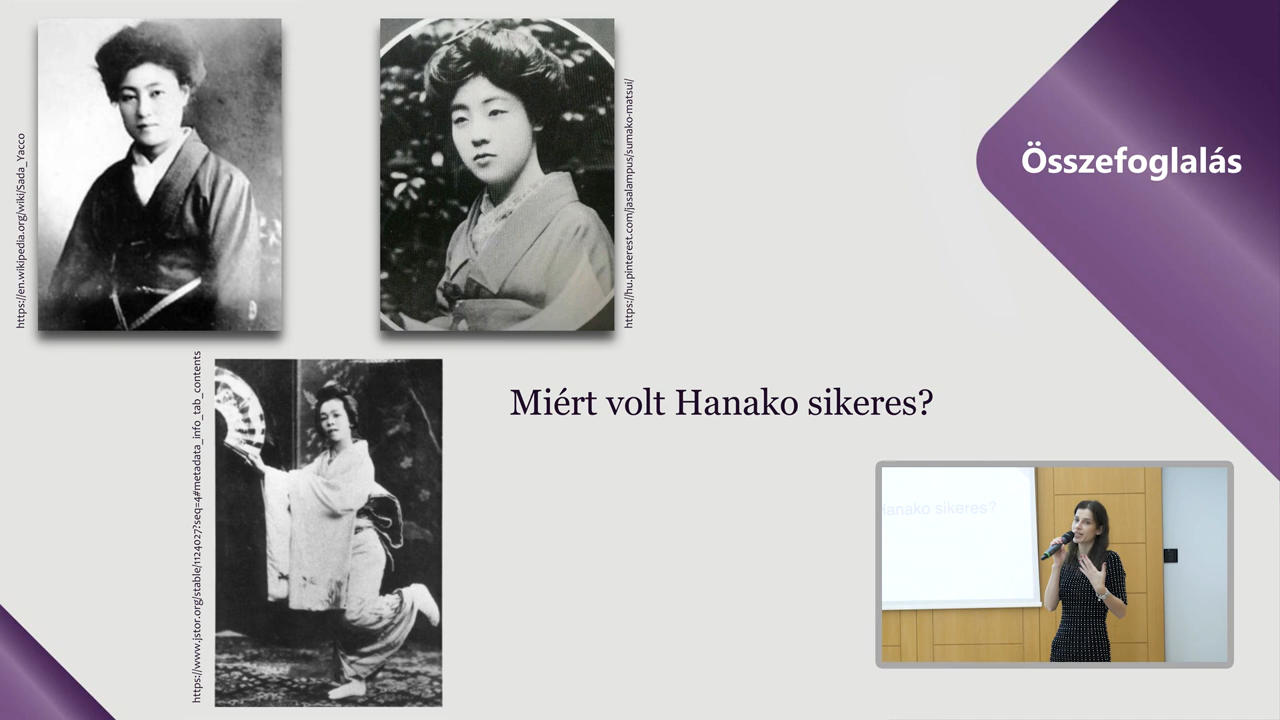 https://en.wikipedia.org/wiki/Sada_Yacco
https://hu.pinterest.com/jasalampus/sumako-matsui/
Összefoglalás
https://www.jstor.org/stable/1124027?seq=4#metadata_info_tab_contents
Miért volt Hanako sikeres?
Hanako sikeres?